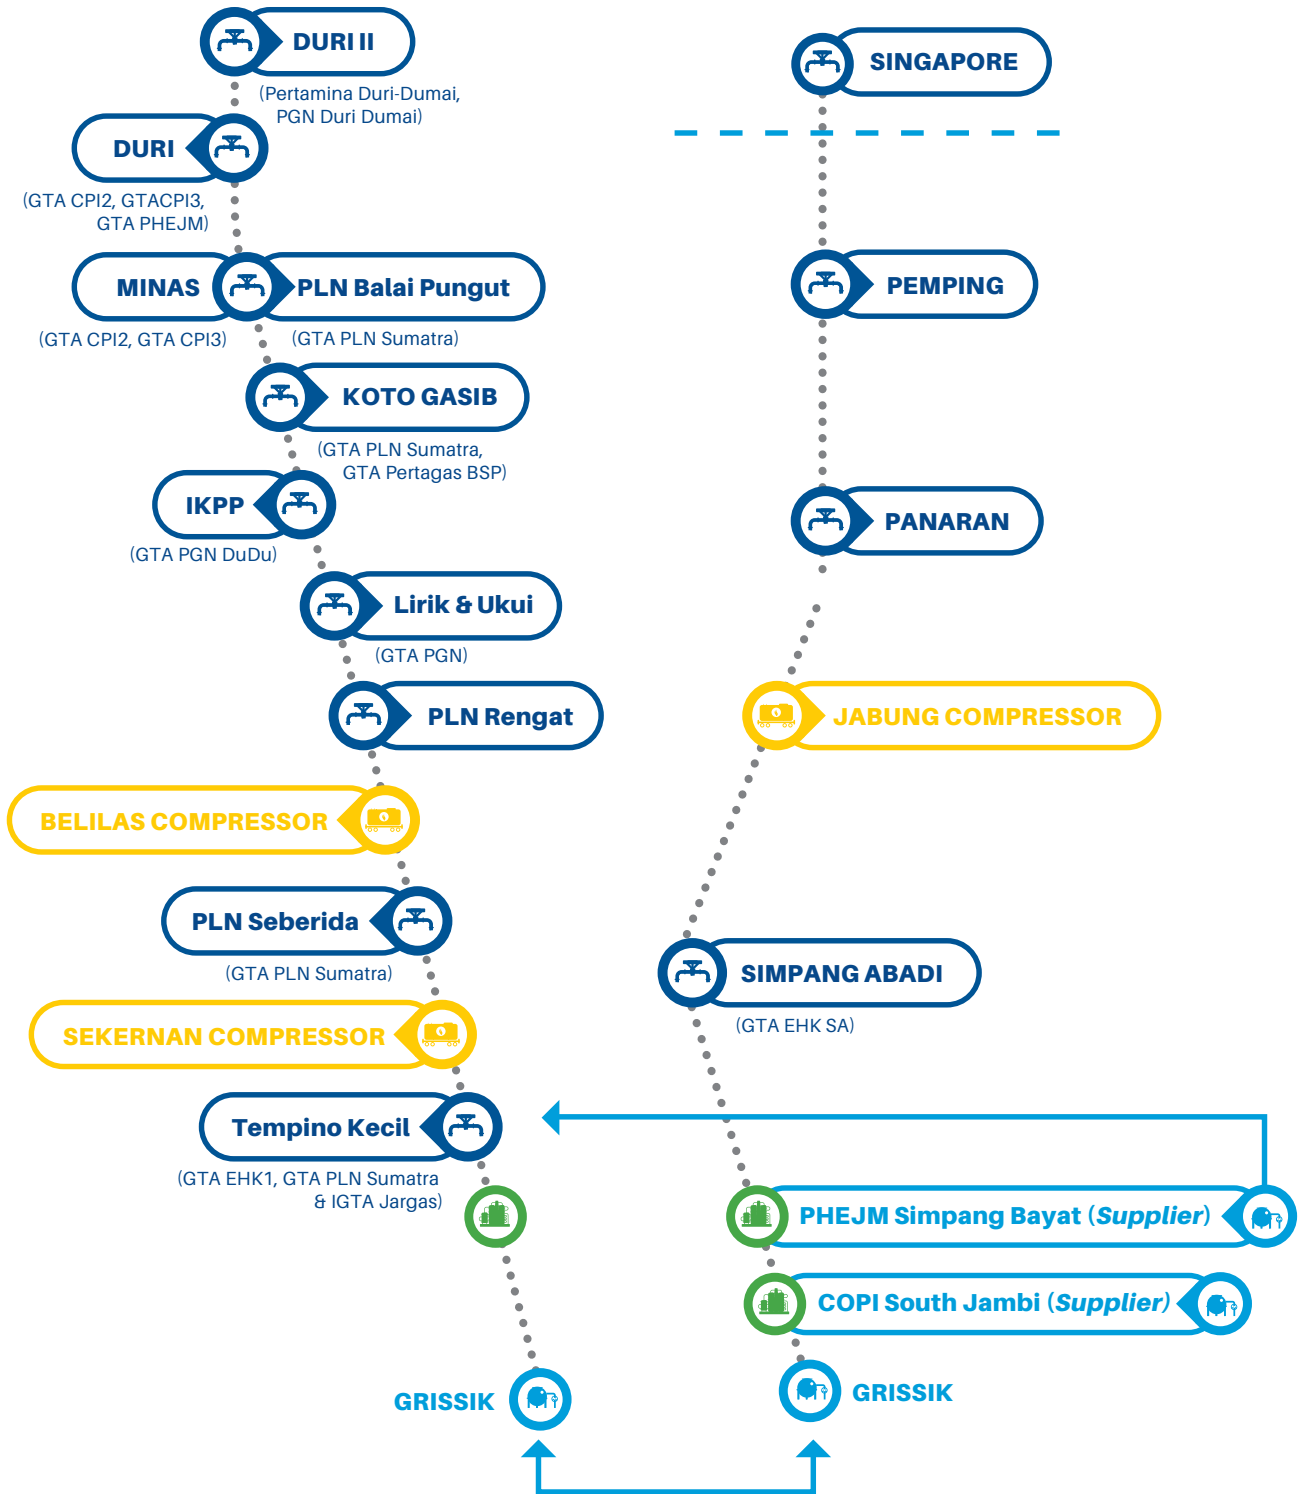 DURI II
(Pertamina Duri-Dumai,
PGN Duri Dumai)
DURI
(GTA CPI2, GTACPI3,
GTA PHEJM)
MINAS
(GTA CPI2, GTA CPI3)
PLN Balai Pungut
(GTA PLN Sumatra)
KOTO GASIB
(GTA PLN Sumatra,
GTA Pertagas BSP)
IKPP
(GTA PGN DuDu)
Lirik & Ukui
(GTA PGN)
PLN Rengat
BELILAS COMPRESSOR
PLN Seberida
(GTA PLN Sumatra)
SEKERNAN COMPRESSOR
Tempino Kecil
(GTA EHK1, GTA PLN Sumatra
& IGTA Jargas)
GRISSIK
SINGAPORE
PEMPING
PANARAN
JABUNG COMPRESSOR
SIMPANG ABADI
(GTA EHK SA)
PHEJM Simpang Bayat (Supplier)
COPI South Jambi (Supplier)
GRISSIK